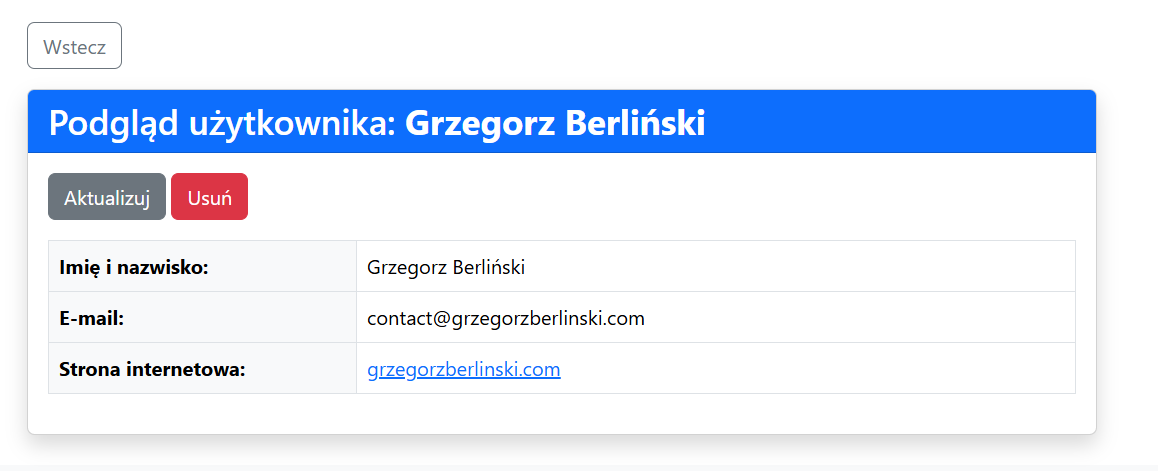 Wstecz
Podgląd użytkownika: Grzegorz Berliński
Aktualizuj Usuń
Imię i nazwisko: Grzegorz Berliński
E-mail: contact@grzegorzberlinski.com
Strona internetowa: grzegorzberlinski.com